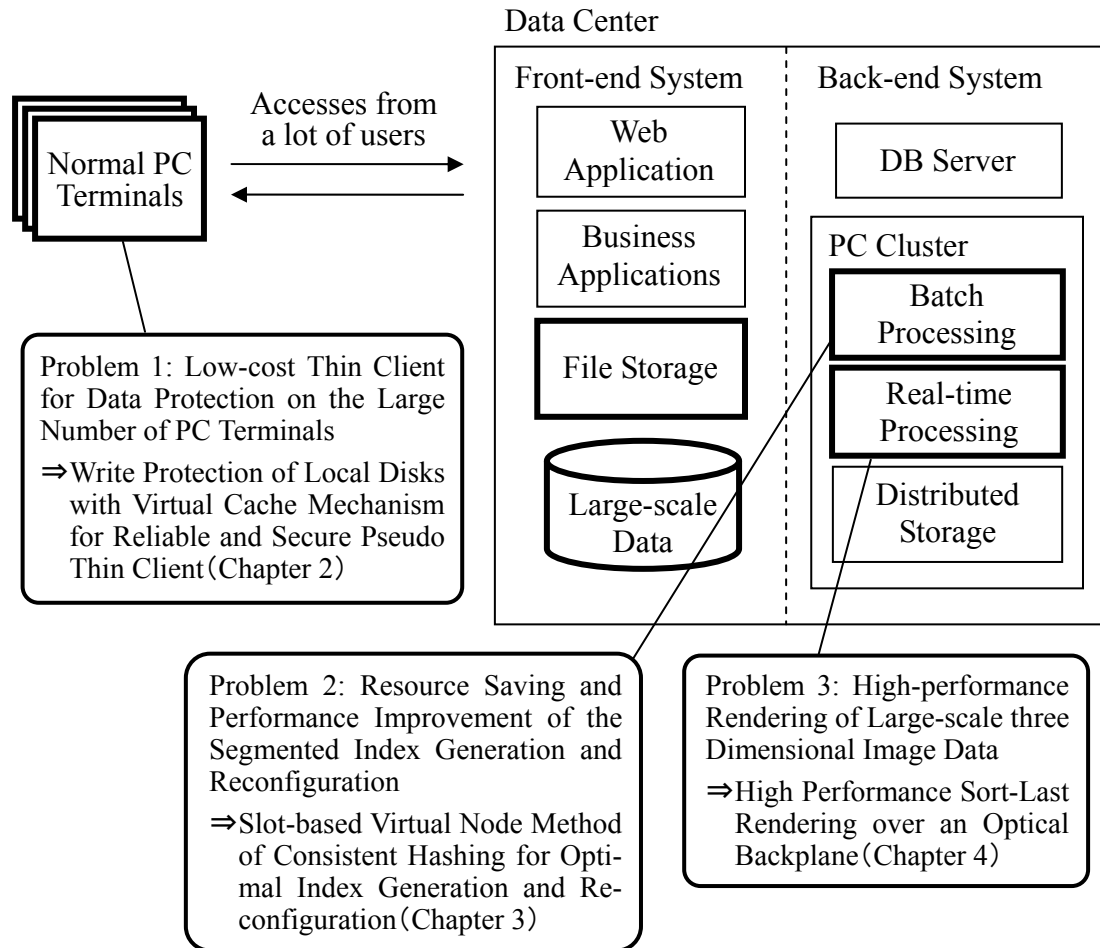 Data Center
Front-end System
Back-end System
Accesses from
a lot of users
Normal PC
Terminals
Web
Application
Business
Applications
File Storage
Large-scale
Data
DB Server
PC Cluster
Batch
Processing
Real-time
Processing
Distributed
Storage
Problem 1: Low-cost Thin Client
for Data Protection on the Large
Number of PC Terminals
⇒Write Protection of Local Disks
with Virtual Cache Mechanism
for Reliable and Secure Pseudo
Thin Client(Chapter 2)
Problem 2: Resource Saving and
Performance Improvement of the
Segmented Index Generation and
Reconfiguration
⇒Slot-based Virtual Node Method
of Consistent Hashing for Opti-
mal Index Generation and Re-
configuration(Chapter 3)
Problem 3: High-performance
Rendering of Large-scale three
Dimensional Image Data
⇒High Performance Sort-Last
Rendering over an Optical
Backplane(Chapter 4)